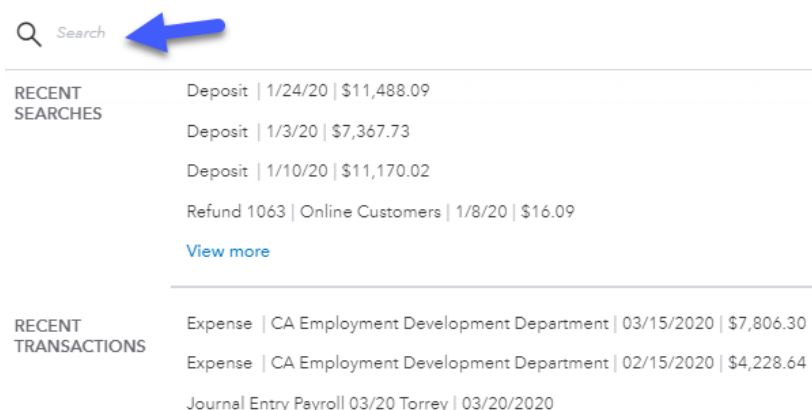 Search
RECENT
SEARCHES
Deposit | 1/24/20 | $11,488.09
Deposit | 1/3/20 | $7,367.73
Deposit | 1/10/20 | $11,170.02
Refund 1063 | Online Customers | 1/8/20 | $16.09
View more
RECENT
TRANSACTIONS
Expense | CA Employment Development Department | 03/15/2020 | $7,806.30
Expense | CA Employment Development Department | 02/15/2020 | $4,228.64
Journal Entry Payroll 03/20 Torrey | 03/20/2020